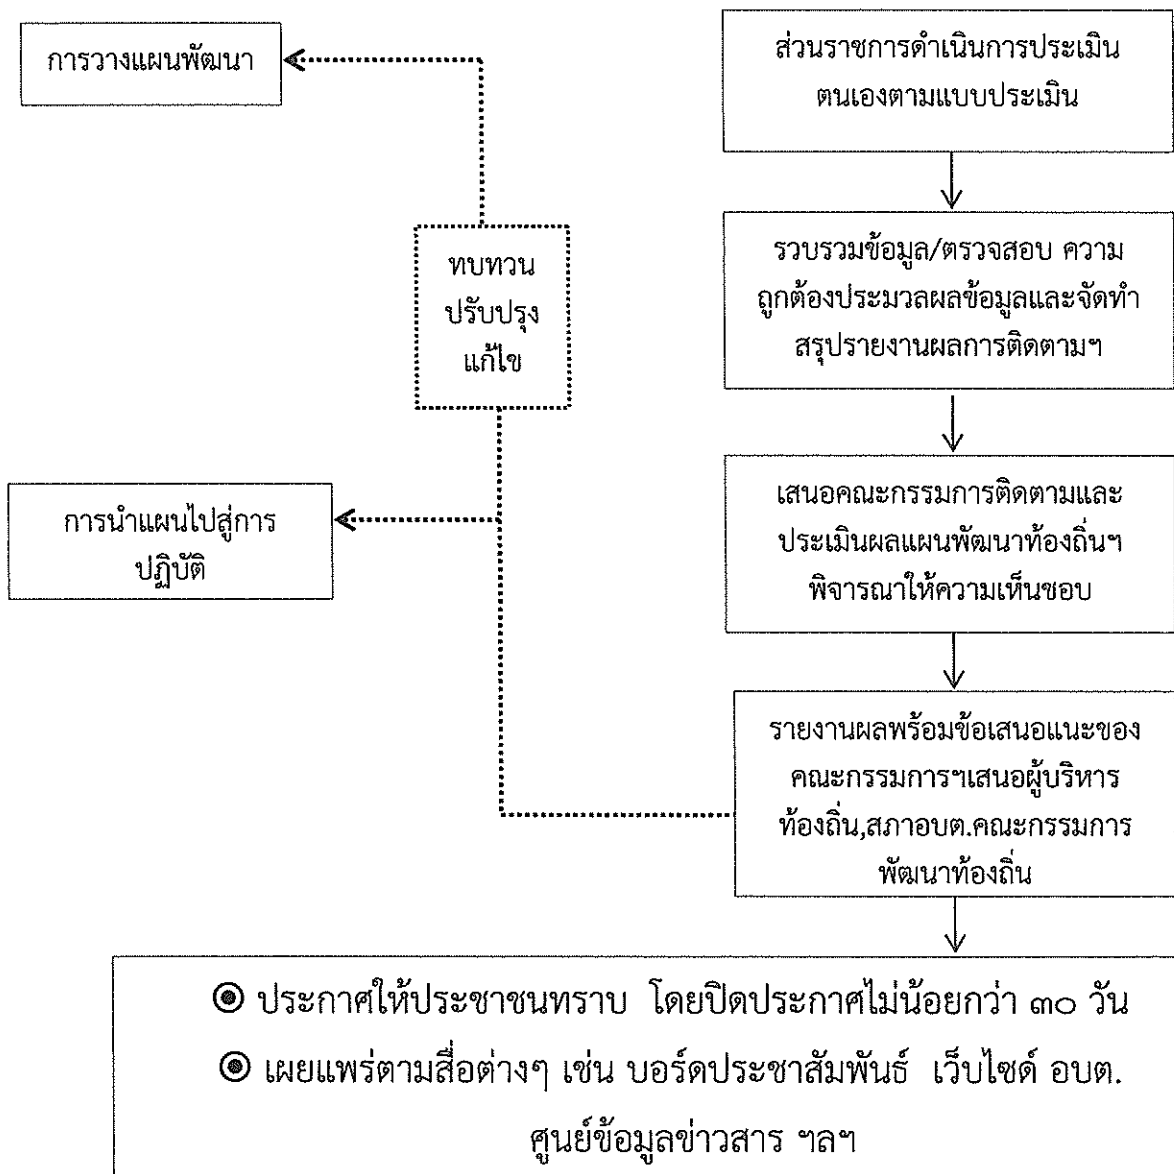 การวางแผนพัฒนา
ส่วนราชการดำเนินการประเมิน
ตนเองตามแบบประเมิน
ทบทวน
ปรับปรุง
แก้ไข
รวบรวมข้อมูล/ตรวจสอบ ความ
ถูกต้องประมวลผลข้อมูลและจัดทำ
สรุปรายงานผลการติดตามฯ
การนำแผนไปสู่การ
ปฏิบัติ
เสนอคณะกรรมการติดตามและ
ประเมินผลแผนพัฒนาท้องถิ่นฯ
พิจารณาให้ความเห็นชอบ
รายงานผลพร้อมข้อเสนอแนะของ
คณะกรรมการฯเสนอผู้บริหาร
ท้องถิ่น,สภาอบต.คณะกรรมการ
พัฒนาท้องถิ่น
◉ ประกาศให้ประชาชนทราบ โดยปิดประกาศไม่น้อยกว่า ๓๐ วัน
◉ เผยแพร่ตามสื่อต่างๆ เช่น บอร์ดประชาสัมพันธ์ เว็บไซด์ อบต.
ศูนย์ข้อมูลข่าวสาร ฯลฯ